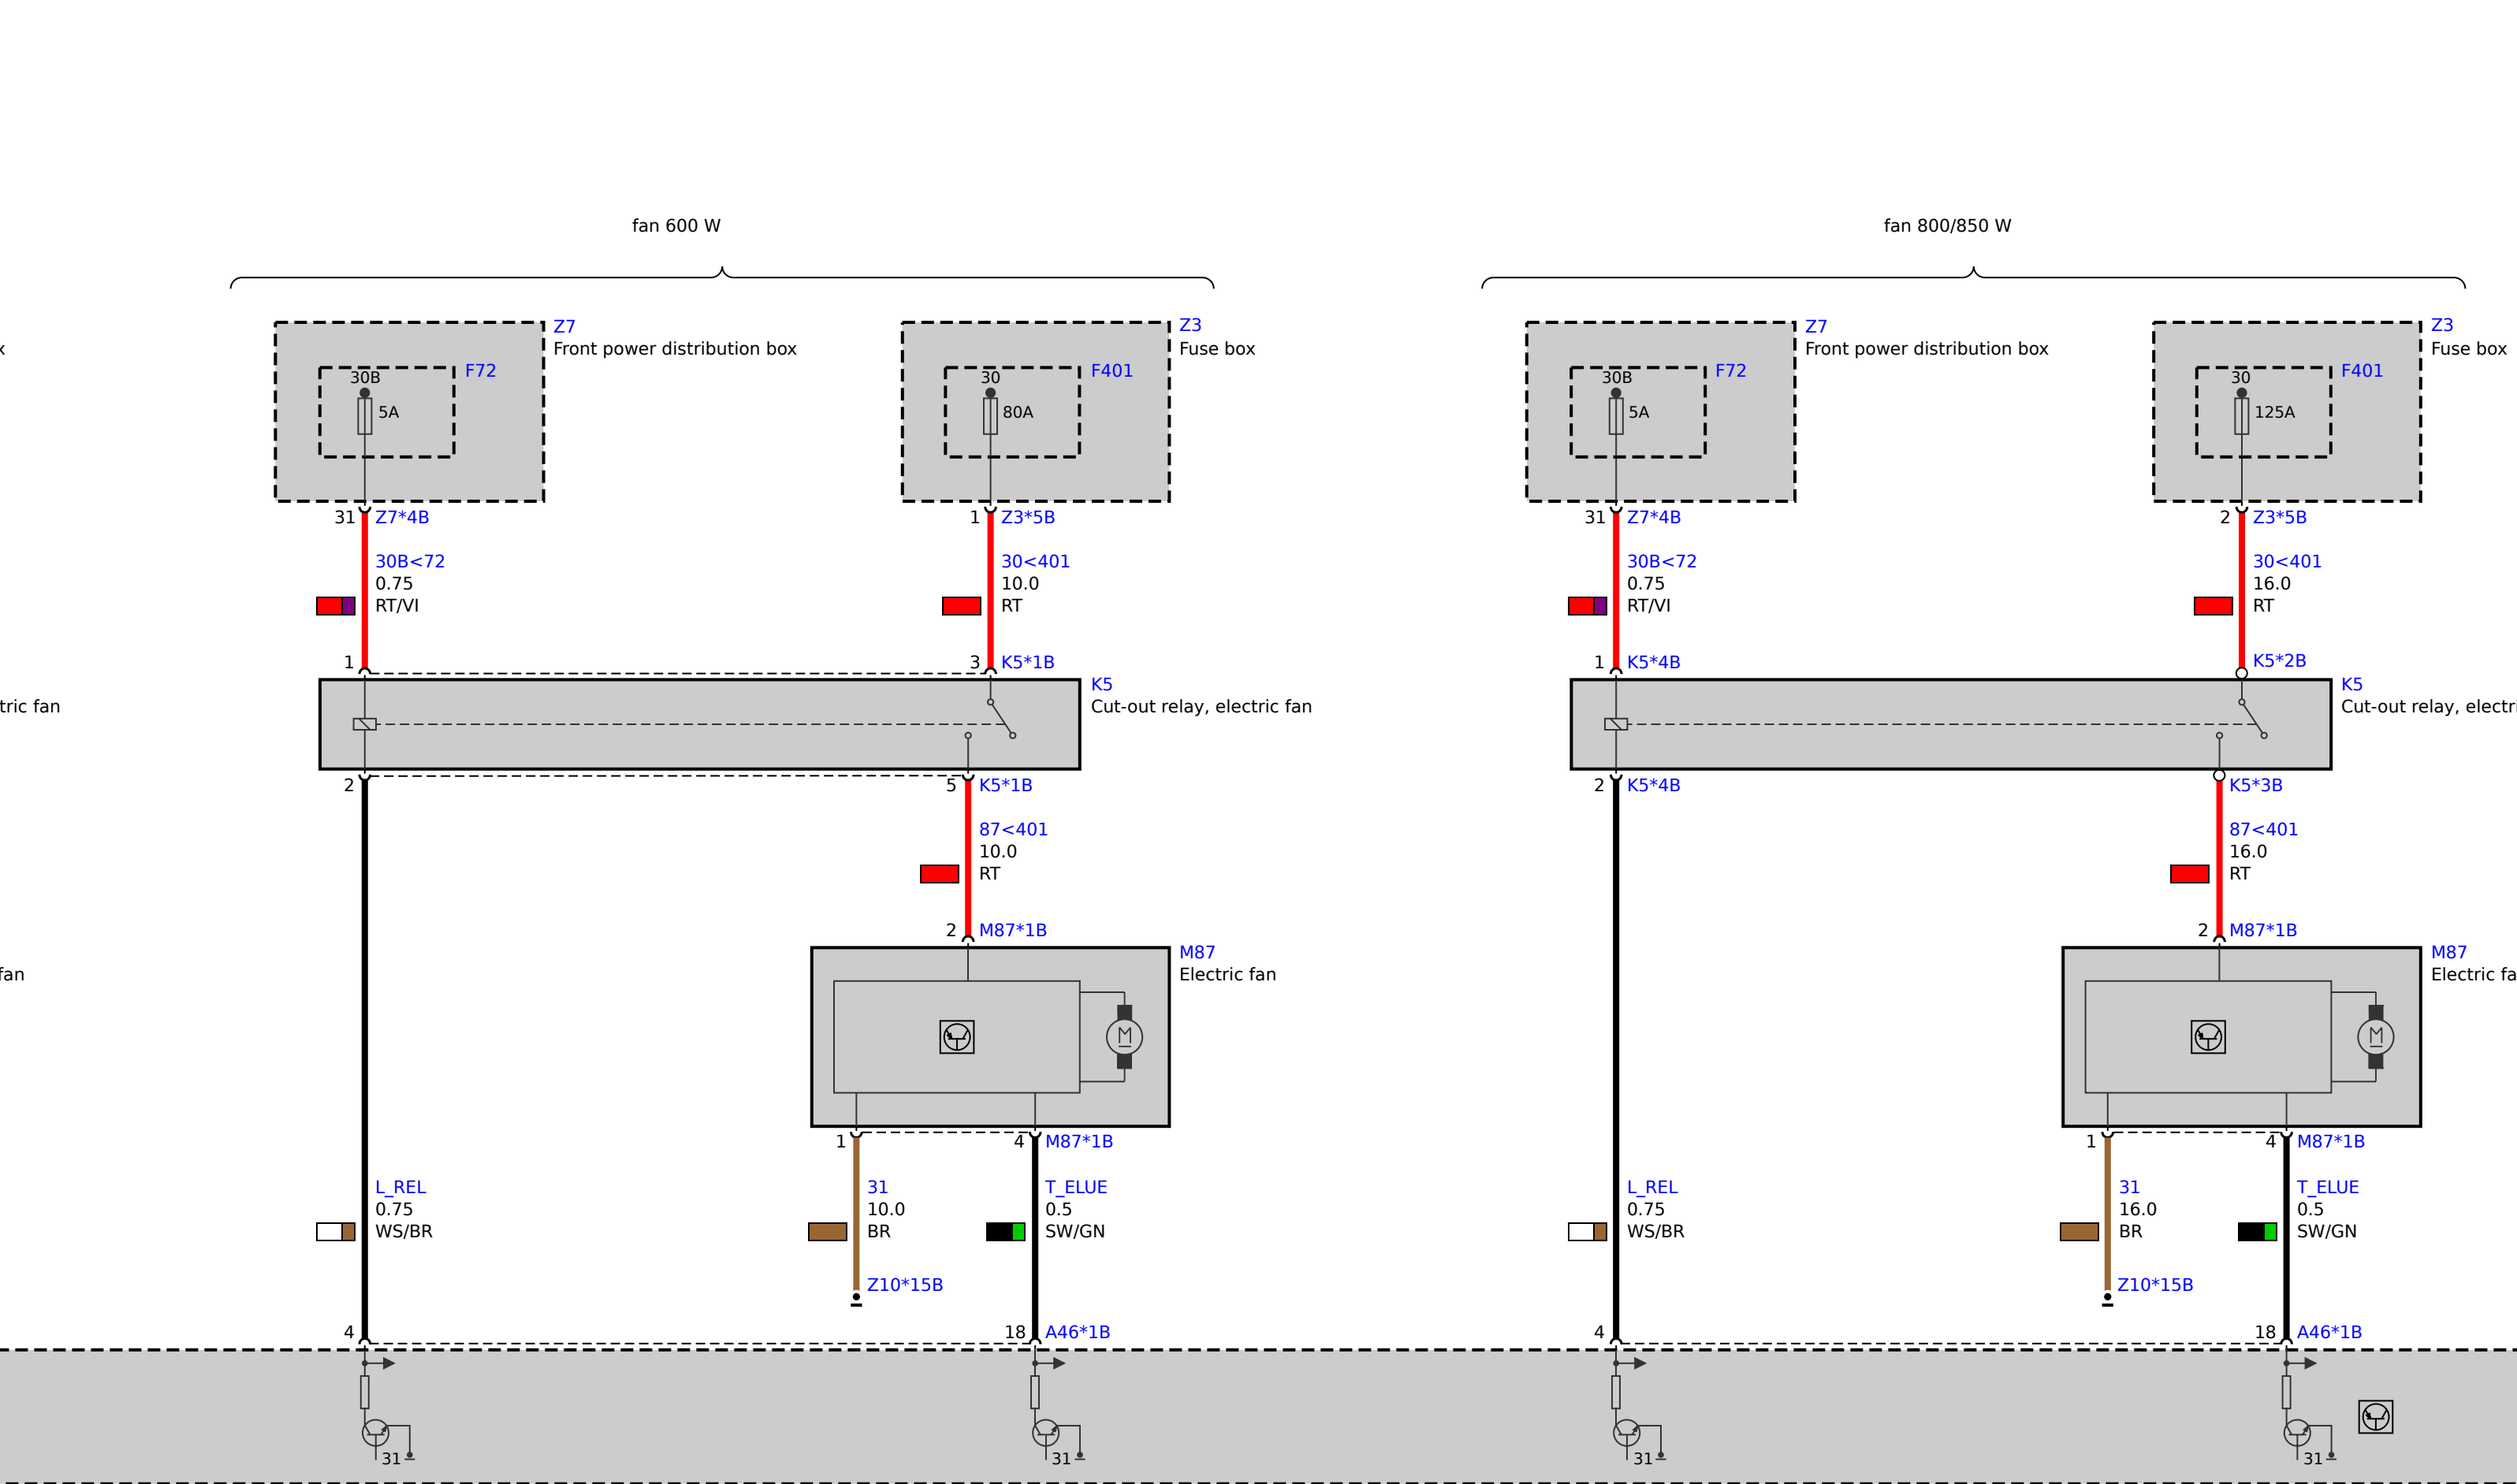 fan 600 W
fan 800/850 W
Z7
Front power distribution box
F72
30B
5A
Z3
Fuse box
F401
30
80A
Z7
Front power distribution box
F72
30B
5A
Z3
Fuse box
F401
30
125A
x
31 Z7*4B
1 Z3*5B
31 Z7*4B
2 Z3*5B
30B<72
0.75
RT/VI
30<401
10.0
RT
30B<72
0.75
RT/VI
30<401
16.0
RT
1
3 K5*1B
1 K5*4B
K5*2B
tric fan
K5
Cut-out relay, electric fan
K5
Cut-out relay, electri
2
5 K5*1B
2 K5*4B
K5*3B
87<401
10.0
RT
87<401
16.0
RT
2 M87*1B
2 M87*1B
fan
M87
Electric fan
M
M87
Electric fa
M
1
4 M87*1B
1
4 M87*1B
L_REL
0.75
WS/BR
31
10.0
BR
T_ELUE
0.5
SW/GN
L_REL
0.75
WS/BR
31
16.0
BR
T_ELUE
0.5
SW/GN
Z10*15B
Z10*15B
4
18 A46*1B
4
18 A46*1B
31
31
31
31